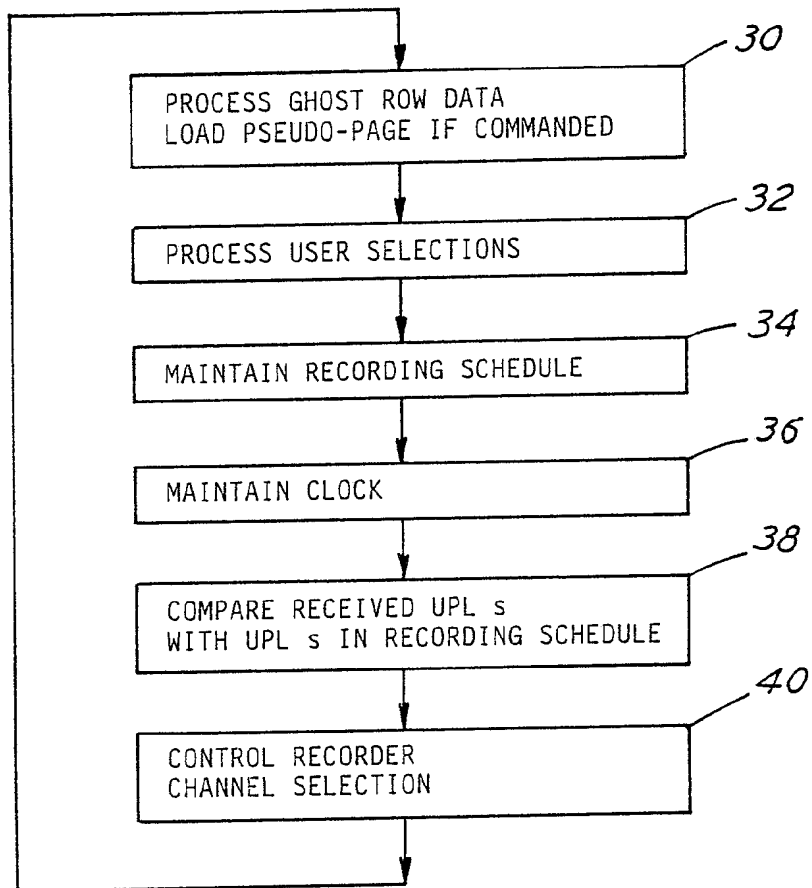 30
PROCESS GHOST ROW DATA
LOAD PSEUDO-PAGE IF COMMANDED
32
PROCESS USER SELECTIONS
34
MAINTAIN RECORDING SCHEDULE
36
MAINTAIN CLOCK
38
COMPARE RECEIVED UPL s
WITH UPL s IN RECORDING SCHEDULE
40
CONTROL RECORDER
CHANNEL SELECTION